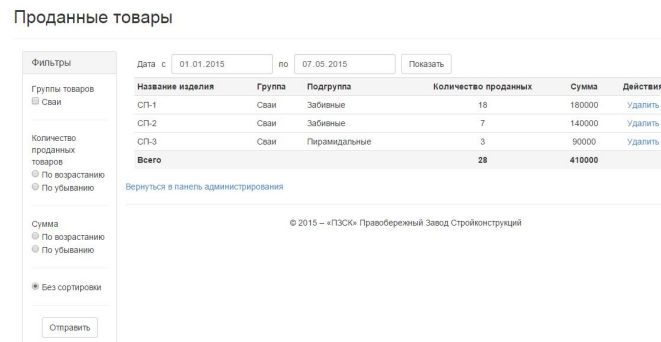 Проданные товары
Фильтры
Группы товаров
Сваи
Количество
проданных
товаров
По возрастанию
По убыванию
Сумма
По возрастанию
По убыванию
Без сортировки
Отправить
Дата с 01.01.2015 по 07.05.2015 Показать
Название изделия Группа Подгруппа Количество проданных Сумма Действия
СП-1 Сваи Забивные 18 180000 Удалить
СП-2 Сваи Забивные 7 140000 Удалить
СП-3 Сваи Пирамидальные 3 90000 Удалить
Всего 28 410000
Вернуться в панель администрирования
© 2015 – «ПЗСК» Правобережный Завод Стройконструкций